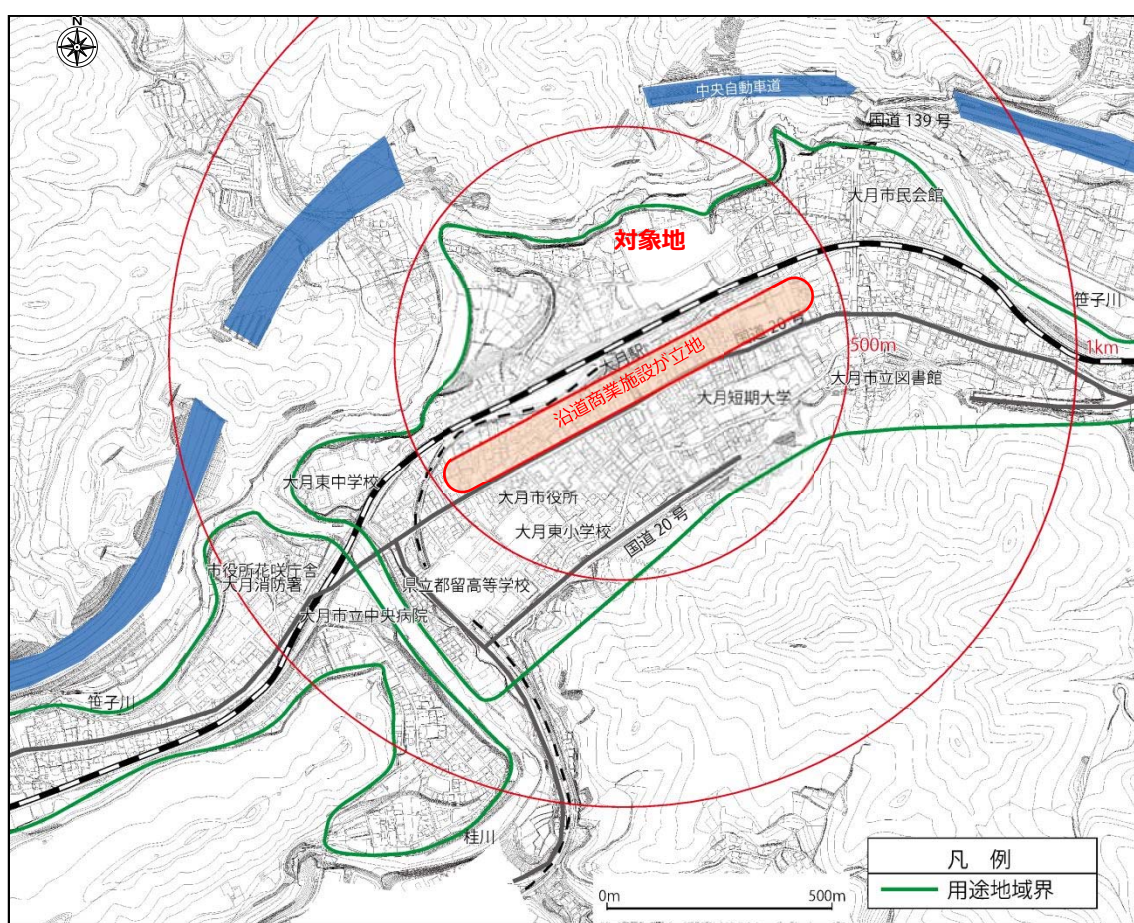 N
中央自動車道
国道 139 号
大月市民会館
対象地
笹子川
大月駅
国道 20 号
500m
1km
沿道商業施設が立地
大月市立図書館
大月短期大学
大月東中学校
大月市役所
大月東小学校
国道 20 号
市役所花咲庁舎
大月消防署
県立都留高等学校
大月市立中央病院
笹子川
桂川
凡 例
用途地域界
0m
500m